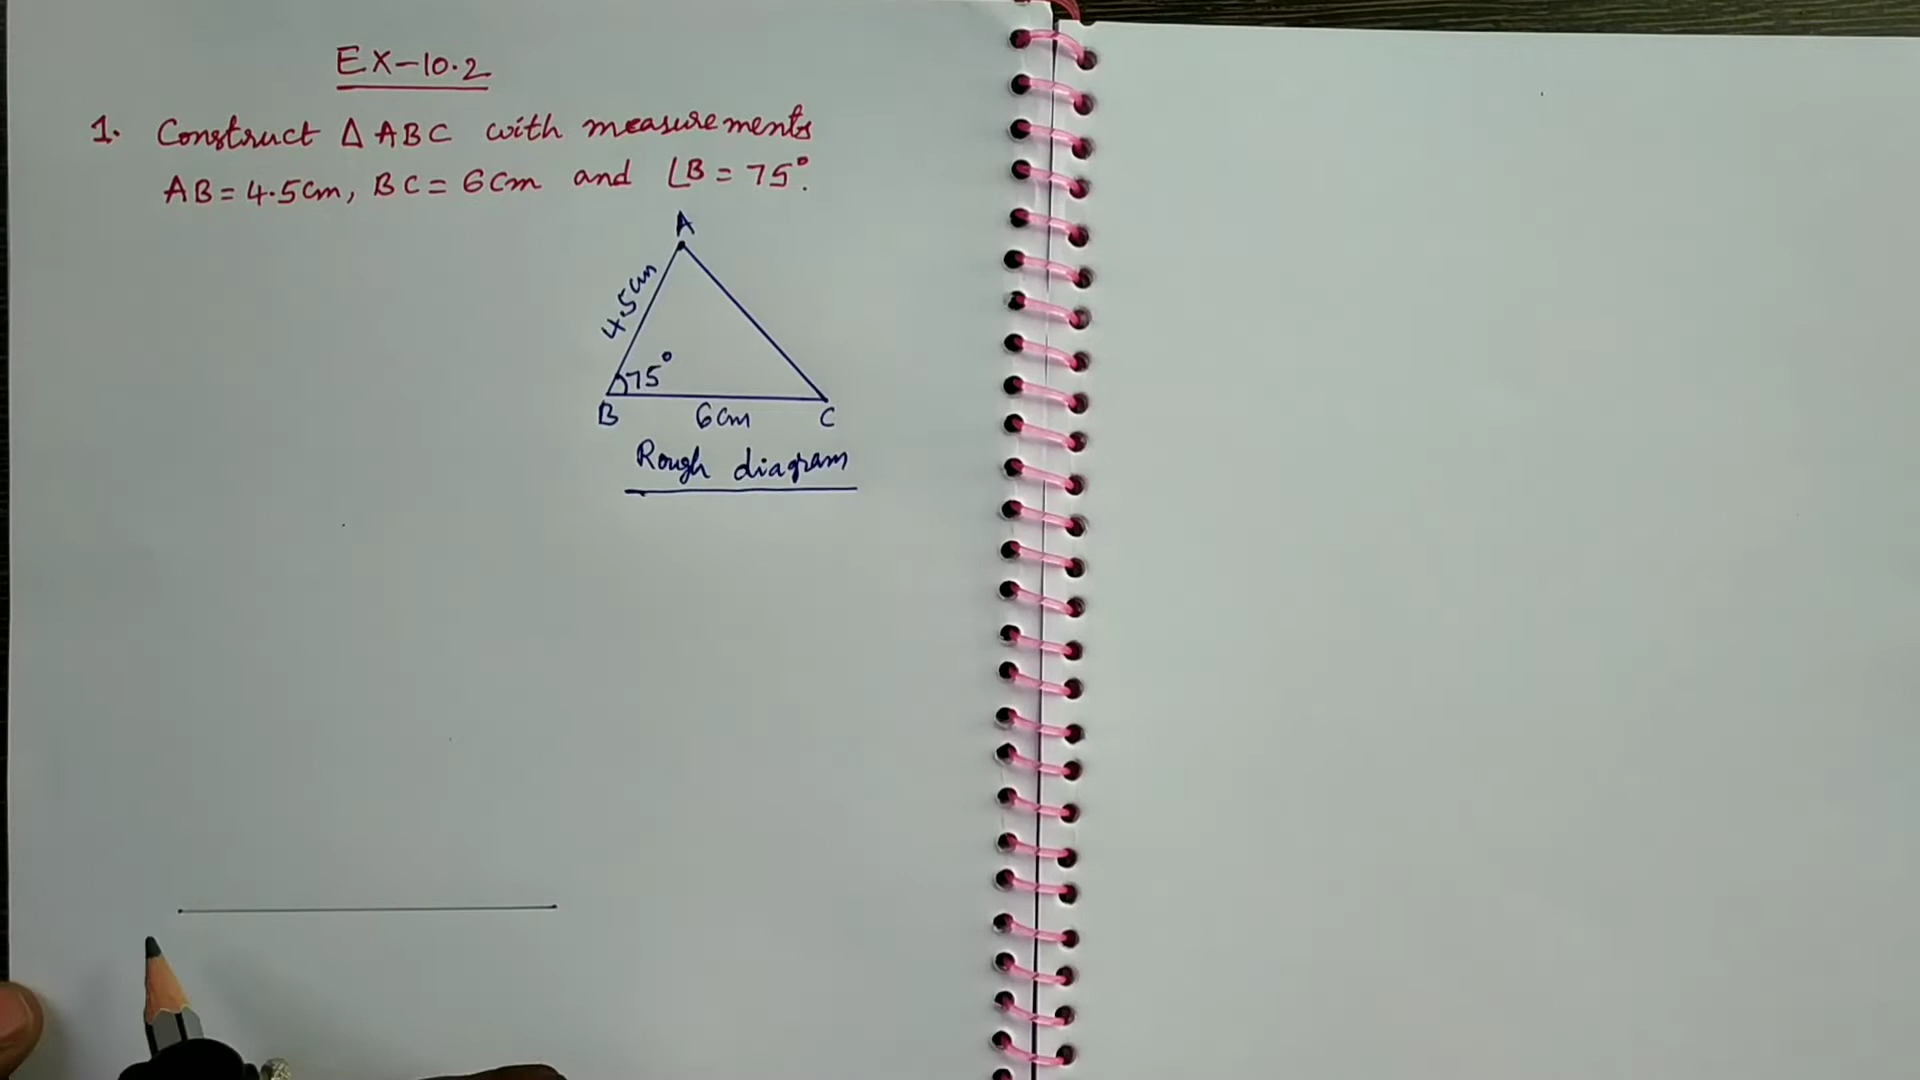 EX-10.2
1. Construct Δ ABC with measurements
AB = 4.5cm, BC = 6cm and ∠B = 75°.
A
4.5cm
75°
B 6cm C
Rough diagram